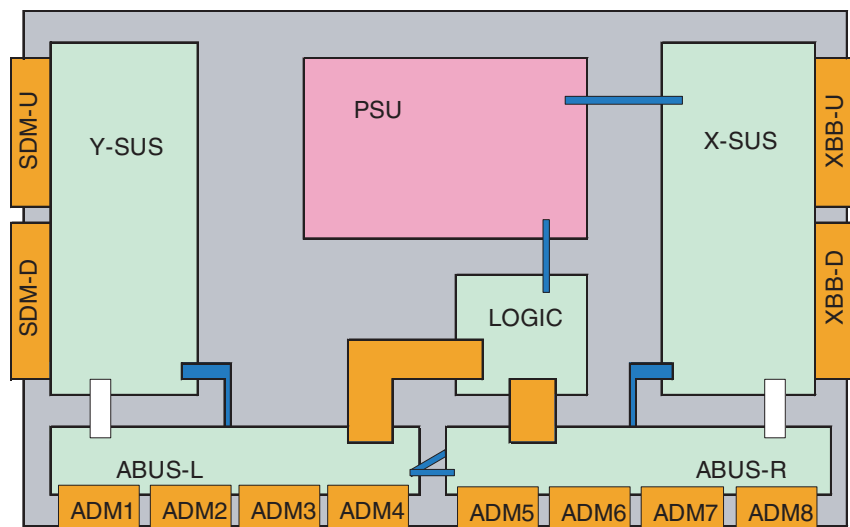 PSU
Y-SUS
X-SUS
SDM-U
XBB-U
SDM-D
XBB-D
LOGIC
ABUS-L
ABUS-R
ADM1
ADM2
ADM3
ADM4
ADM5
ADM6
ADM7
ADM8